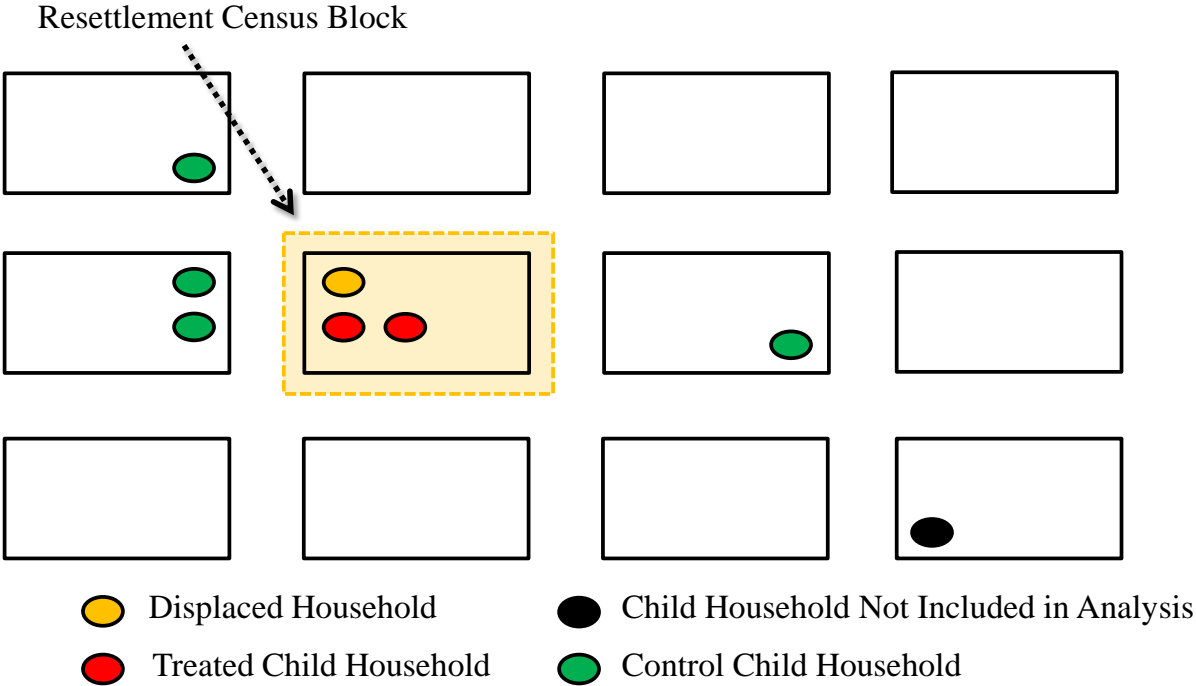 Resettlement Census Block
Displaced Household
Child Household Not Included in Analysis
Treated Child Household
Control Child Household